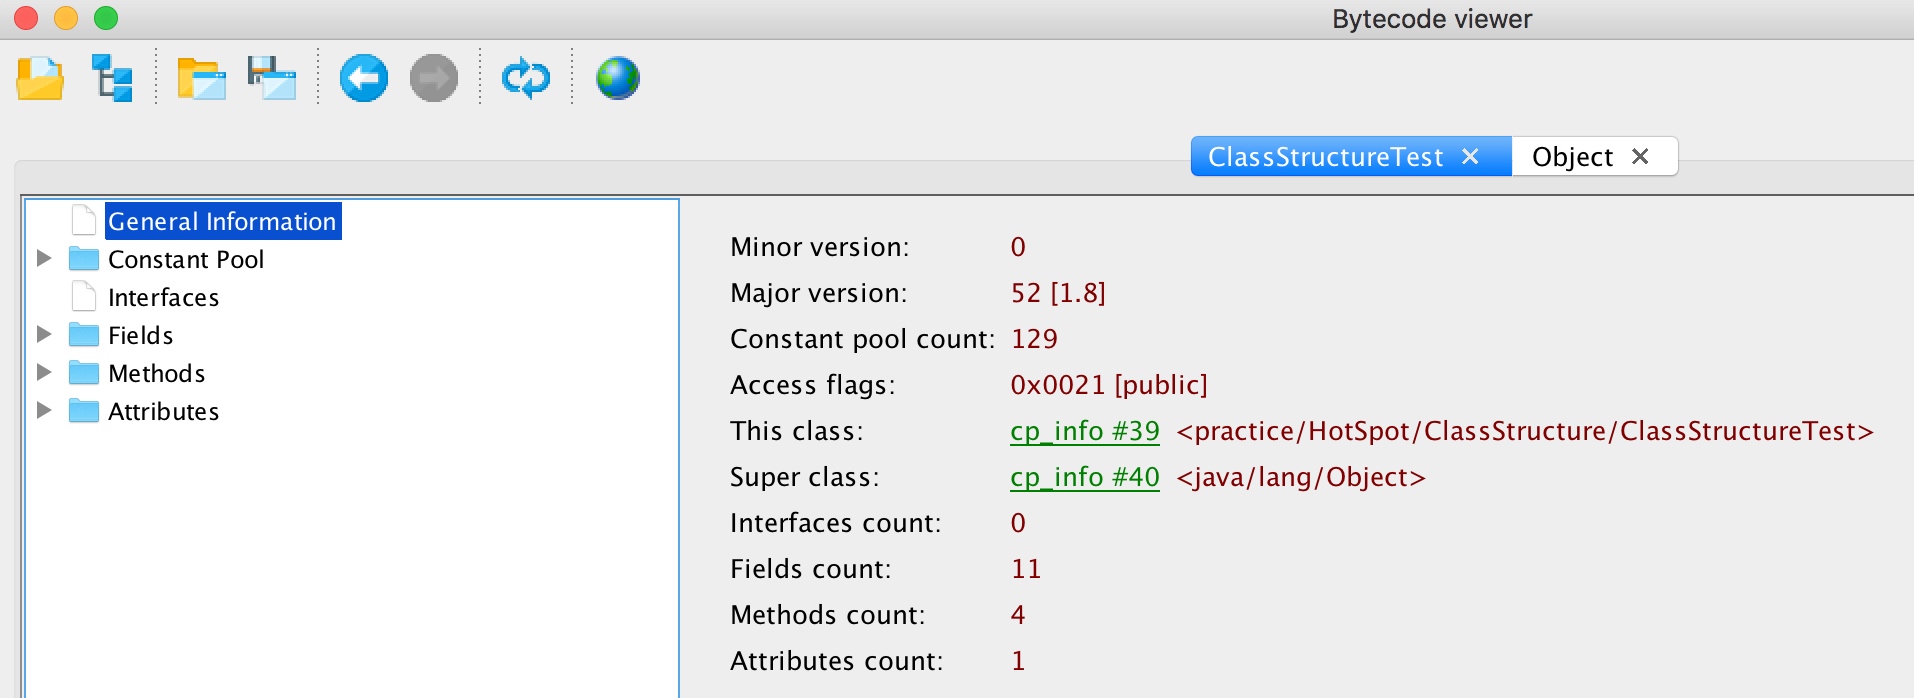 Bytecode viewer
ClassStructureTest ✕ Object ✕
General Information
Constant Pool
Interfaces
Fields
Methods
Attributes
Minor version: 0
Major version: 52 [1.8]
Constant pool count: 129
Access flags: 0x0021 [public]
This class: cp_info #39 <practice/HotSpot/ClassStructure/ClassStructureTest>
Super class: cp_info #40 <java/lang/Object>
Interfaces count: 0
Fields count: 11
Methods count: 4
Attributes count: 1